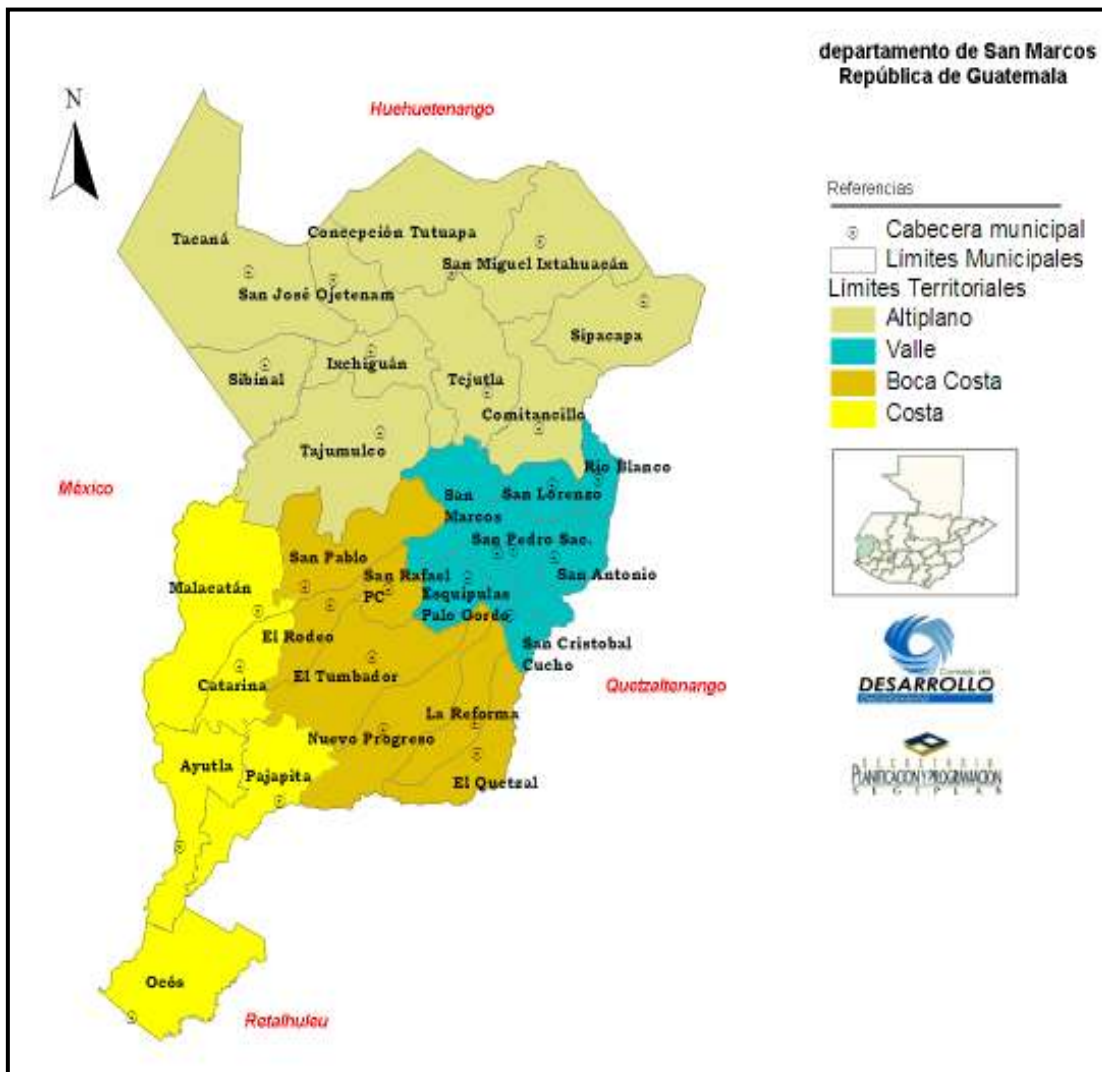 departamento de San Marcos
República de Guatemala
N
Huehuetenango
Referencias
Cabecera municipal
Límites Municipales
Límites Territoriales
Altiplano
Valle
Boca Costa
Costa
Tacaná
Concepción Tutuapa
San Miguel Ixtahuacán
San José Ojetenam
Sipacapa
Ixchiguán
Sibinal
Tejutla
Comitancillo
Tajumulco
Río Blanco
México
San Lorenzo
San
Marcos
San Pedro Sac.
San Pablo
San Antonio
San Rafael
PC
Malacatán
Esquipulas
Palo Gordo
El Rodeo
San Cristobal
Cucho
El Tumbador
Catarina
Quetzaltenango
La Reforma
Nuevo Progreso
Ayutla
Pajapita
El Quetzal
Ocós
Retalhuleu
DESARROLLO
PLANIFICACION Y PROGRAMACION
SEGEPLAN